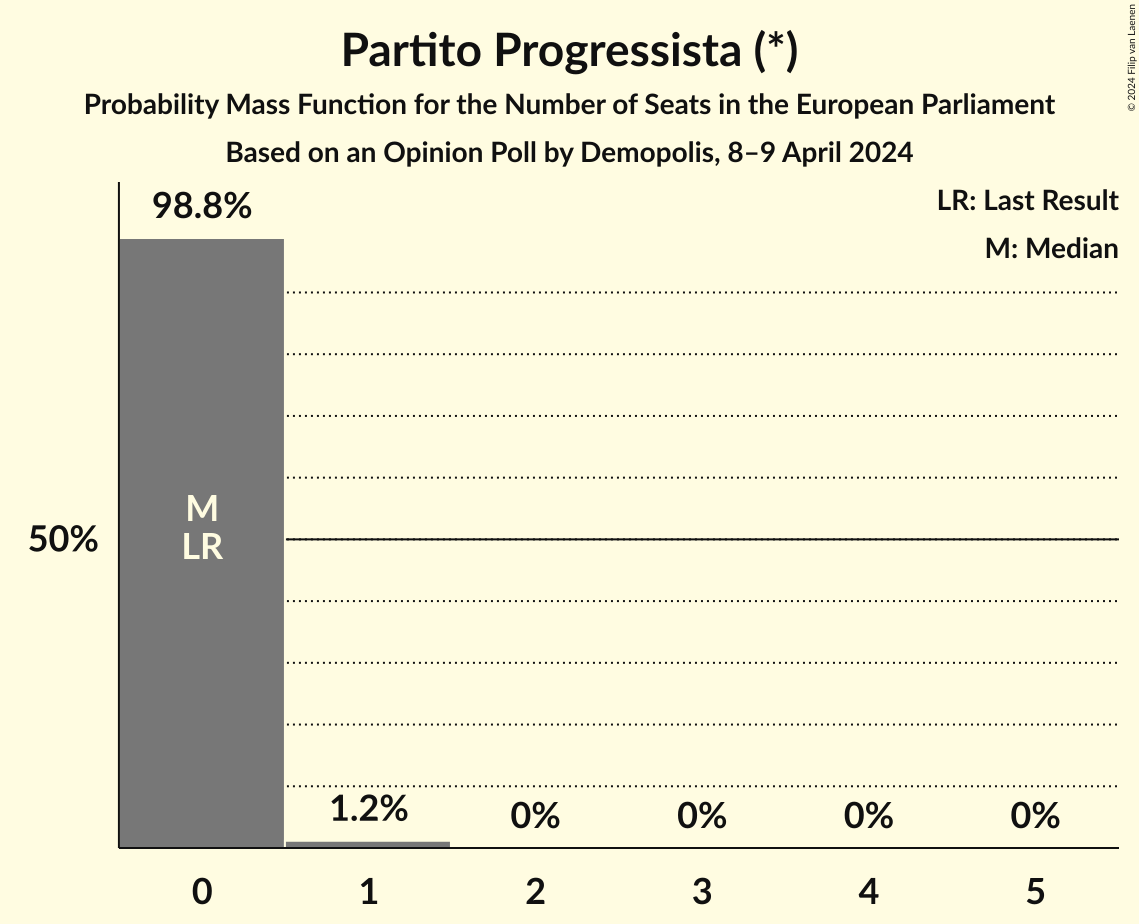 Partito Progressista (*)
Probability Mass Function for the Number of Seats in the European Parliament
Based on an Opinion Poll by Demopolis, 8–9 April 2024
© 2024 Filip van Laenen
LR: Last Result
M: Median
98.8%
M
LR
50%
1.2%
0%
0%
0%
0%
0
1
2
3
4
5